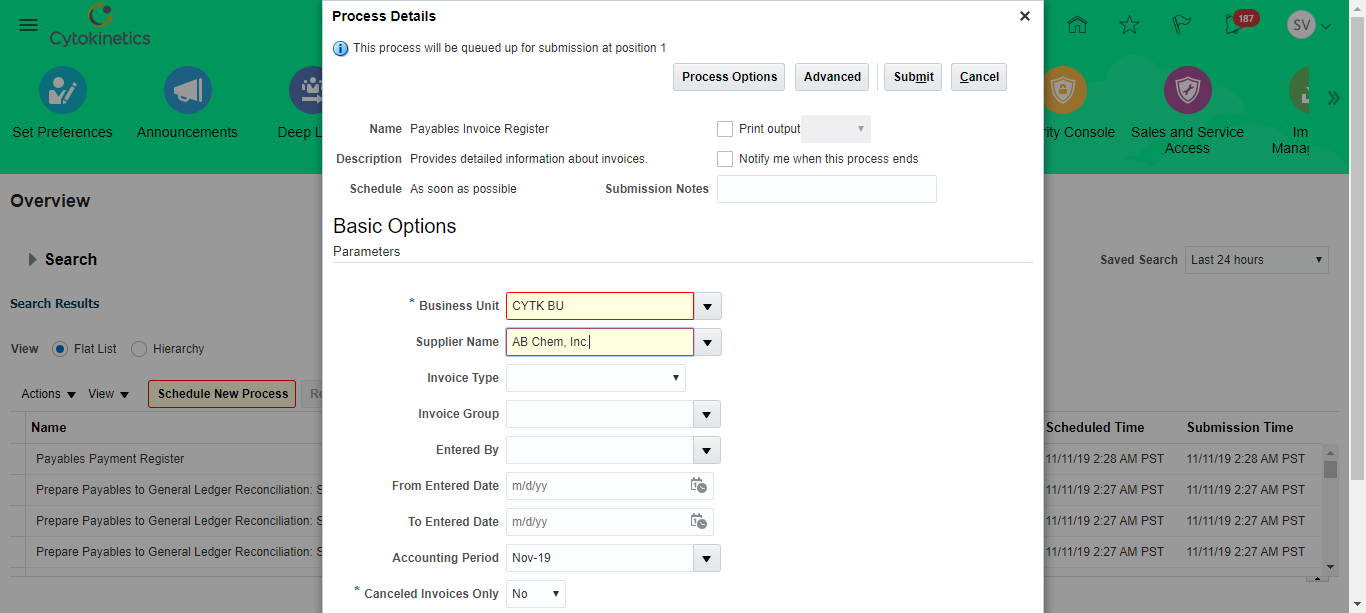 Process Details
This process will be queued up for submission at position 1
Process Options
Advanced
Submit
Cancel
Name Payables Invoice Register
Print output
Description Provides detailed information about invoices.
Notify me when this process ends
Schedule As soon as possible
Submission Notes
Basic Options
Parameters
* Business Unit CYTK BU
Supplier Name AB Chem, Inc.
Invoice Type
Invoice Group
Entered By
From Entered Date m/d/yy
To Entered Date m/d/yy
Accounting Period Nov-19
* Canceled Invoices Only No
Cytokinetics
187
SV
Set Preferences
Announcements
Deep L
rity Console
Sales and Service
Access
Im
Manag
Overview
Search
Saved Search Last 24 hours
Search Results
View Flat List Hierarchy
Actions View Schedule New Process Re
Name Scheduled Time Submission Time
Payables Payment Register 11/11/19 2:28 AM PST 11/11/19 2:28 AM PST
Prepare Payables to General Ledger Reconciliation: S 11/11/19 2:27 AM PST 11/11/19 2:27 AM PST
Prepare Payables to General Ledger Reconciliation: S 11/11/19 2:27 AM PST 11/11/19 2:27 AM PST
Prepare Payables to General Ledger Reconciliation: S 11/11/19 2:27 AM PST 11/11/19 2:27 AM PST